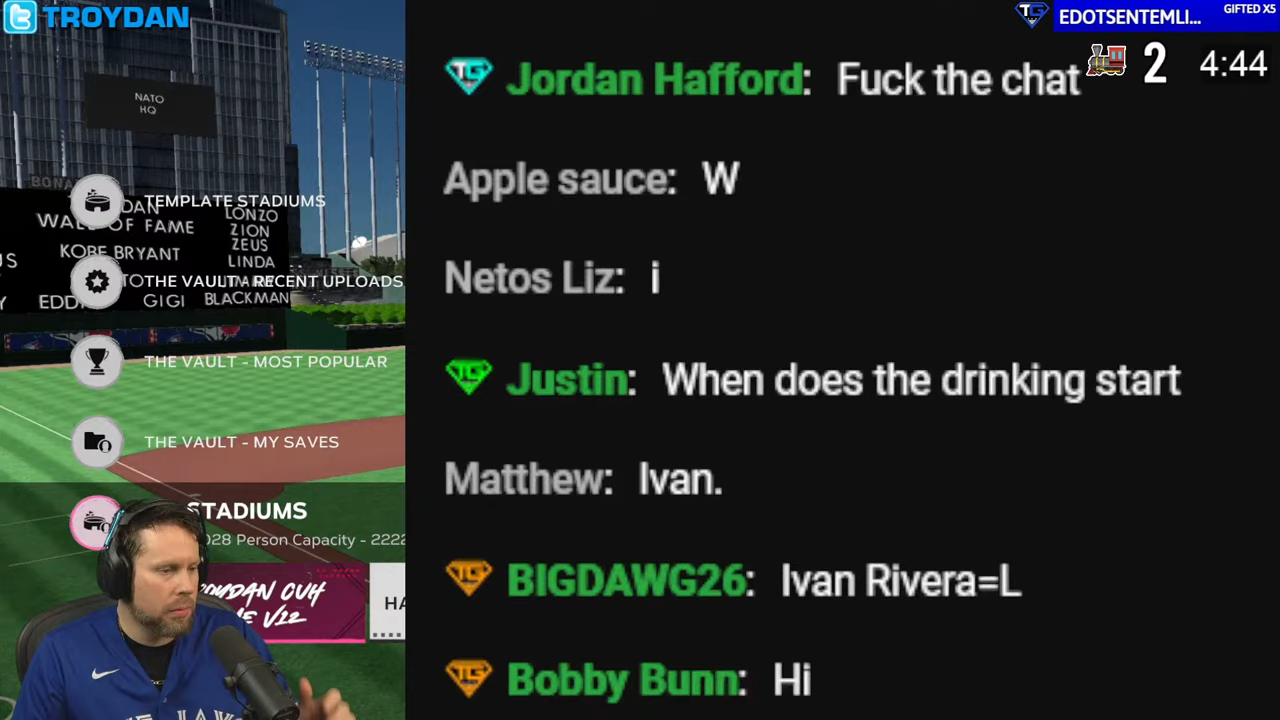 TROYDAN
EDOTSENTEMLI...
GIFTED X5
2
4:44
NATO
HQ
WALL OF FAME
KOBE BRYANT
GIGI
LONZO
ZION
ZEUS
LINDA
BLACKMAN
TEMPLATE STADIUMS
THE VAULT - RECENT UPLOADS
THE VAULT - MOST POPULAR
THE VAULT - MY SAVES
STADIUMS
028 Person Capacity - 2222
HA
Jordan Hafford: Fuck the chat
Apple sauce: W
Netos Liz: i
Justin: When does the drinking start
Matthew: Ivan.
BIGDAWG26: Ivan Rivera=L
Bobby Bunn: Hi